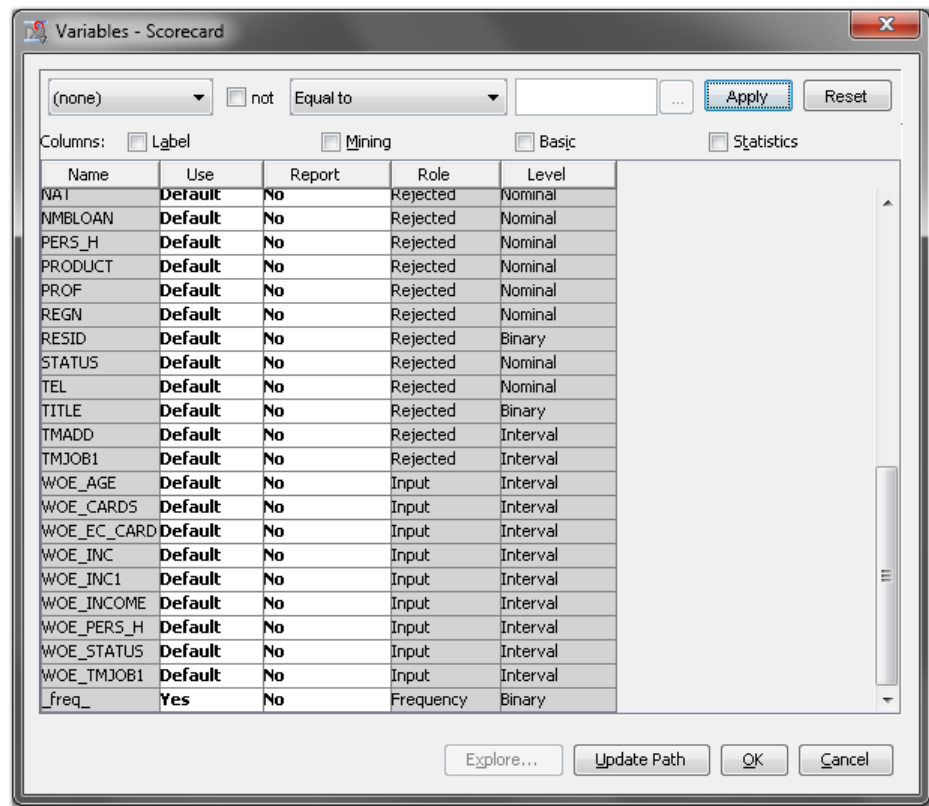 Variables - Scorecard
(none) not Equal to ... Apply Reset
Columns: Label Mining Basic Statistics
Name Use Report Role Level
NAT Default No Rejected Nominal
NMBLOAN Default No Rejected Nominal
PERS_H Default No Rejected Nominal
PRODUCT Default No Rejected Nominal
PROF Default No Rejected Nominal
REGN Default No Rejected Nominal
RESID Default No Rejected Binary
STATUS Default No Rejected Nominal
TEL Default No Rejected Nominal
TITLE Default No Rejected Binary
TMADD Default No Rejected Interval
TMJOB1 Default No Rejected Interval
WOE_AGE Default No Input Interval
WOE_CARDS Default No Input Interval
WOE_EC_CARD Default No Input Interval
WOE_INC Default No Input Interval
WOE_INC1 Default No Input Interval
WOE_INCOME Default No Input Interval
WOE_PERS_H Default No Input Interval
WOE_STATUS Default No Input Interval
WOE_TMJOB1 Default No Input Interval
_freq_ Yes No Frequency Binary
Explore... Update Path OK Cancel